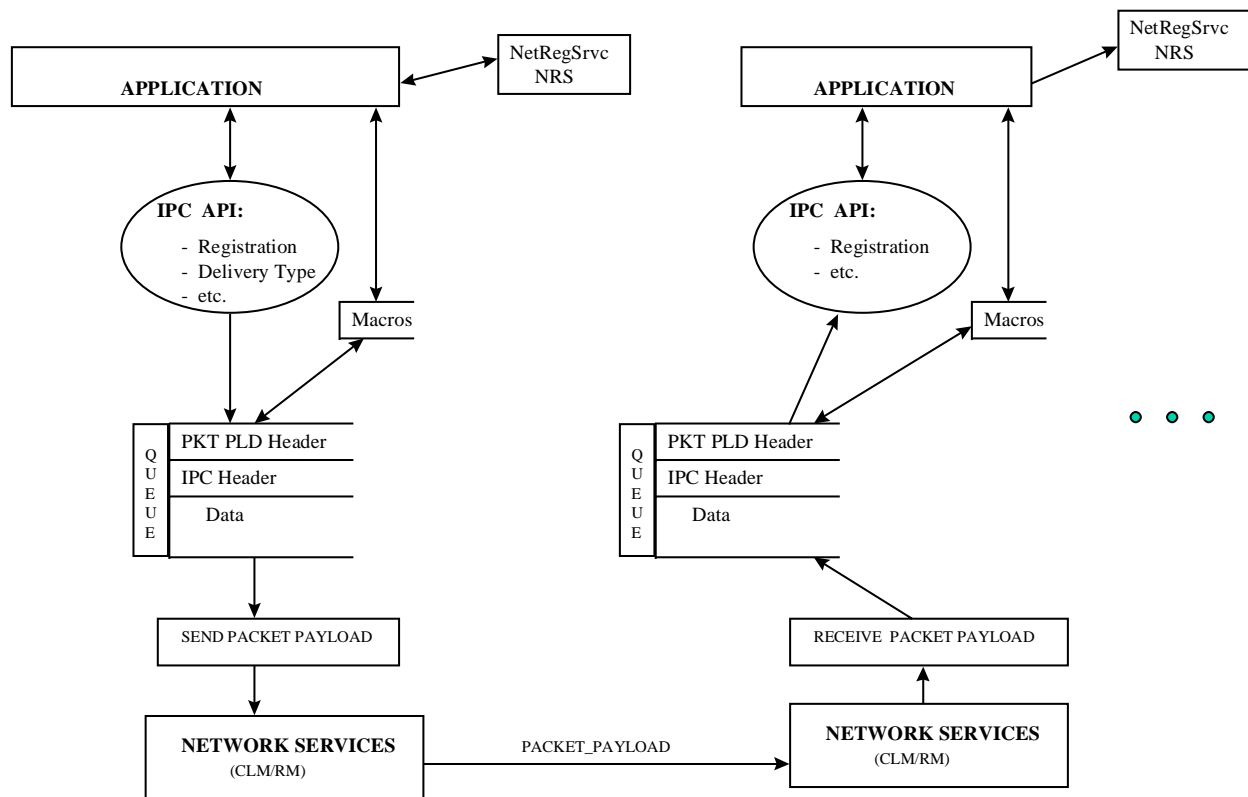 NetRegSrvc
NRS
APPLICATION
IPC API:
- Registration
- Delivery Type
- etc.
Macros
QUEUE
PKT PLD Header
IPC Header
Data
SEND PACKET PAYLOAD
NETWORK SERVICES
(CLM/RM)
PACKET_PAYLOAD
NetRegSrvc
NRS
APPLICATION
IPC API:
- Registration
- etc.
Macros
QUEUE
PKT PLD Header
IPC Header
Data
RECEIVE PACKET PAYLOAD
NETWORK SERVICES
(CLM/RM)